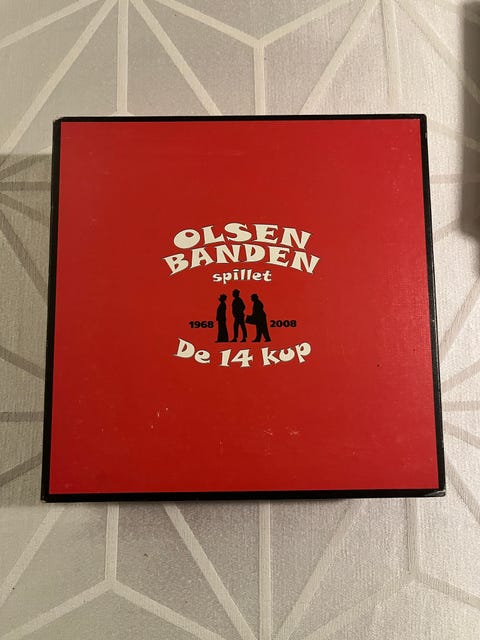 OLSEN
BANDEN
spillet
1968 2008
De 14 kup